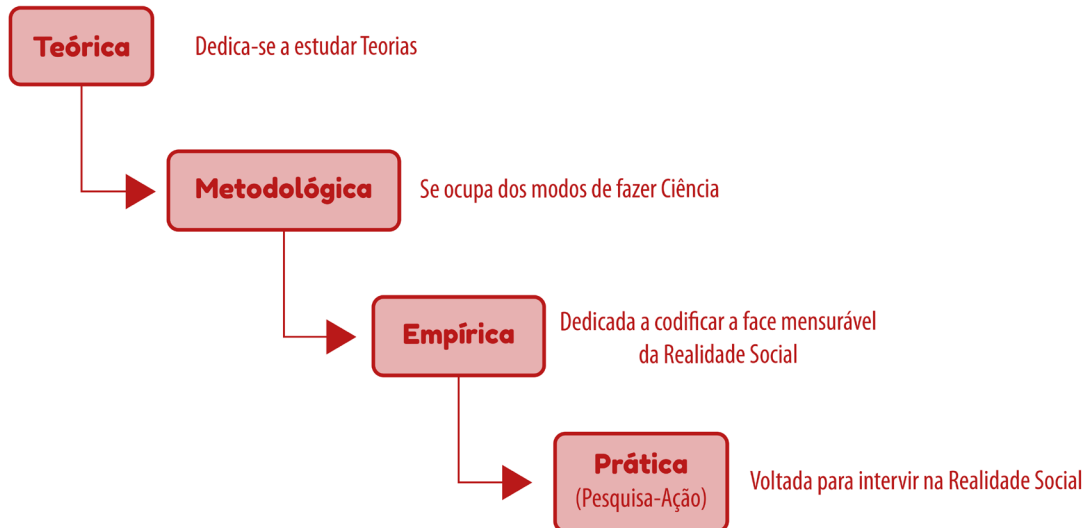 Teórica
Dedica-se a estudar Teorias
Metodológica
Se ocupa dos modos de fazer Ciência
Empírica
Dedicada a codificar a face mensurável
da Realidade Social
Prática
(Pesquisa-Ação)
Voltada para intervir na Realidade Social